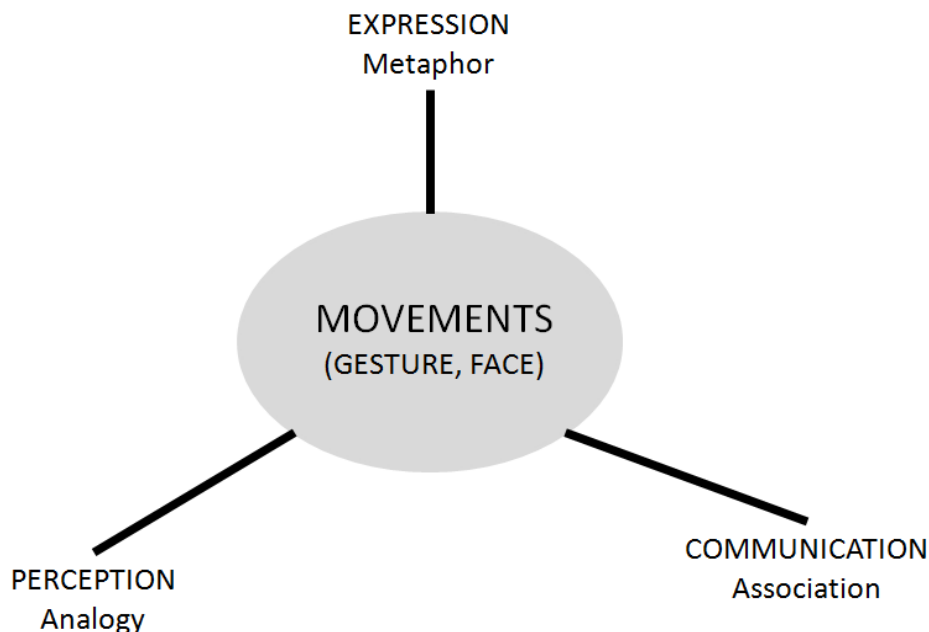 EXPRESSION
Metaphor
MOVEMENTS
(GESTURE, FACE)
PERCEPTION
Analogy
COMMUNICATION
Association